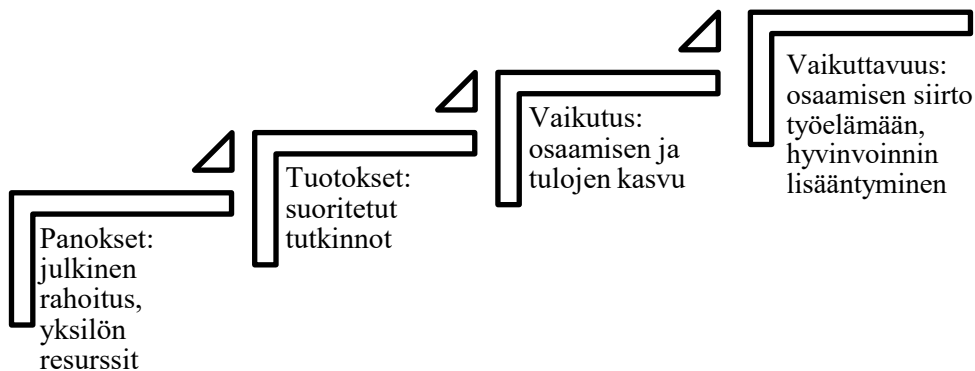 Panokset:
julkinen
rahoitus,
yksilön
resurssit
Tuotokset:
suoritetut
tutkinnot
Vaikutus:
osaamisen ja
tulojen kasvu
Vaikuttavuus:
osaamisen siirto
työelämään,
hyvinvoinnin
lisääntyminen